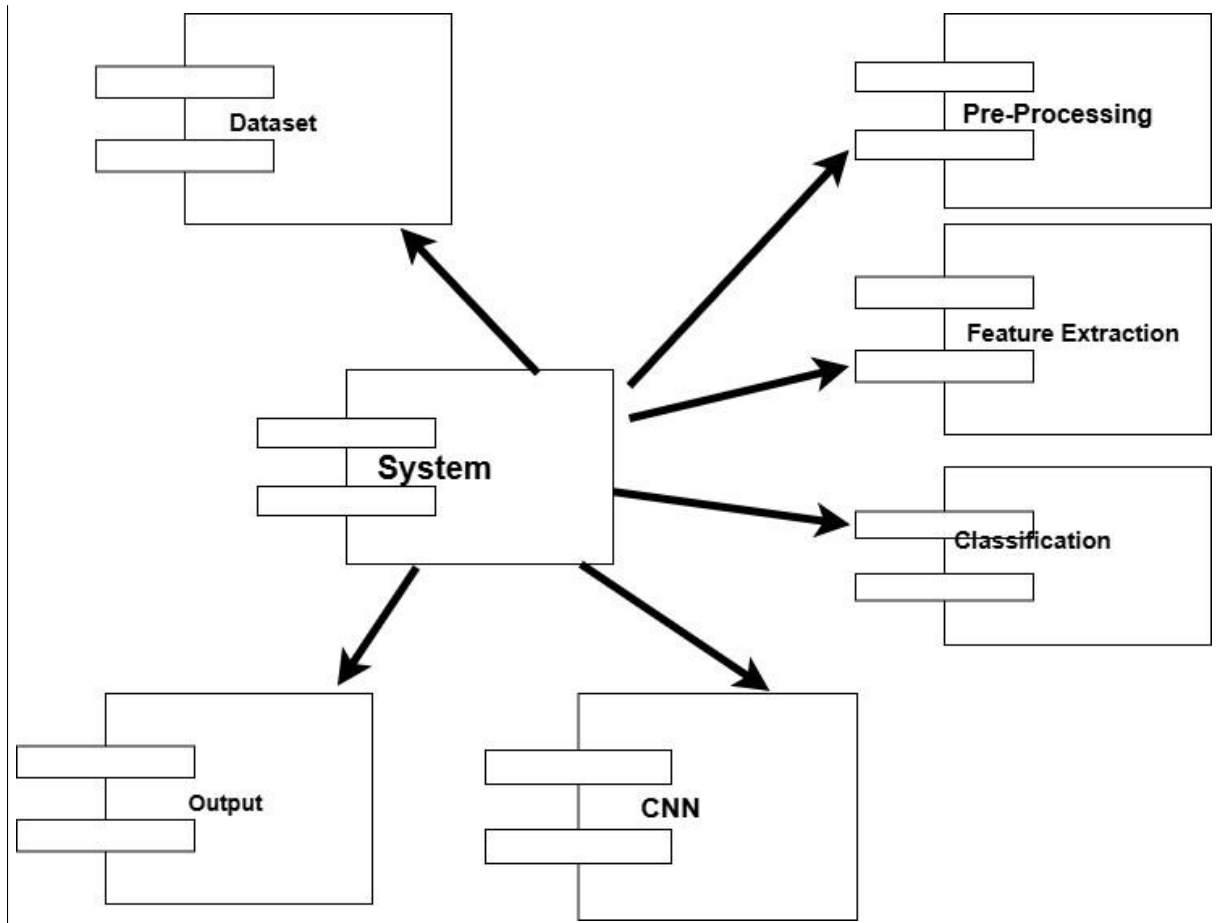 Dataset
Pre-Processing
Feature Extraction
System
Classification
Output
CNN